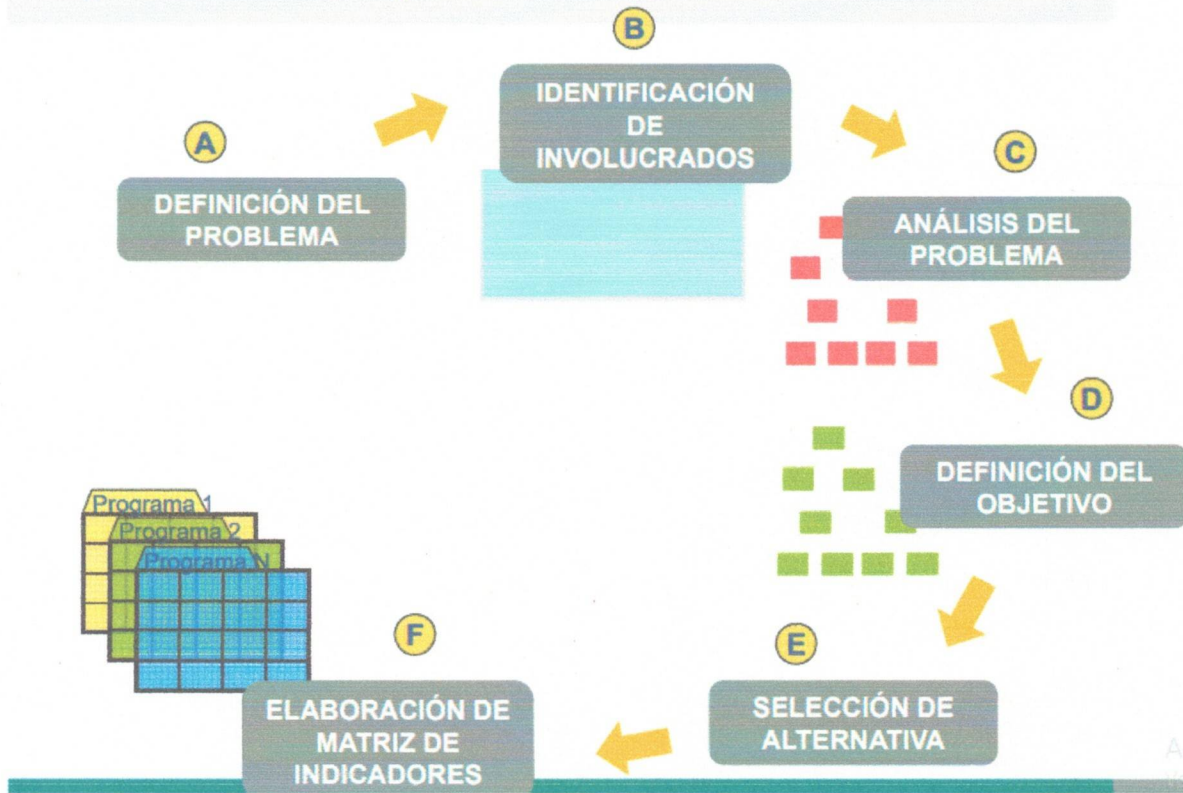 A
DEFINICIÓN DEL
PROBLEMA
B
IDENTIFICACIÓN
DE
INVOLUCRADOS
C
ANÁLISIS DEL
PROBLEMA
D
DEFINICIÓN DEL
OBJETIVO
E
SELECCIÓN DE
ALTERNATIVA
F
ELABORACIÓN DE
MATRIZ DE
INDICADORES
Programa 1
Programa 2
Programa N